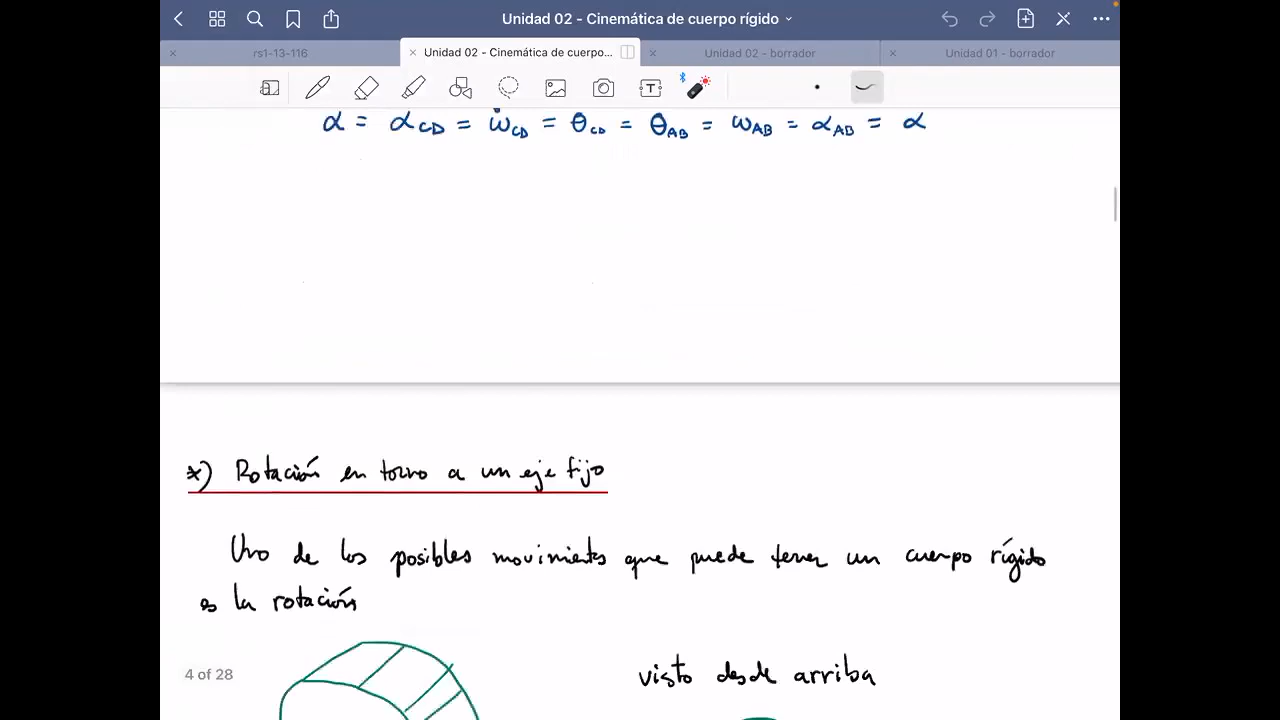 Unidad 02 - Cinemática de cuerpo rígido
rs1-13-116
Unidad 02 - Cinemática de cuerpo...
Unidad 02 - borrador
Unidad 01 - borrador
T
α = α_CD = ω̇_CD = θ̈_CD = θ_AB = ω_AB = α_AB = α
*) Rotación en torno a un eje fijo
Uno de los posibles movimientos que puede tener un cuerpo rígido
es la rotación
4 of 28
visto desde arriba